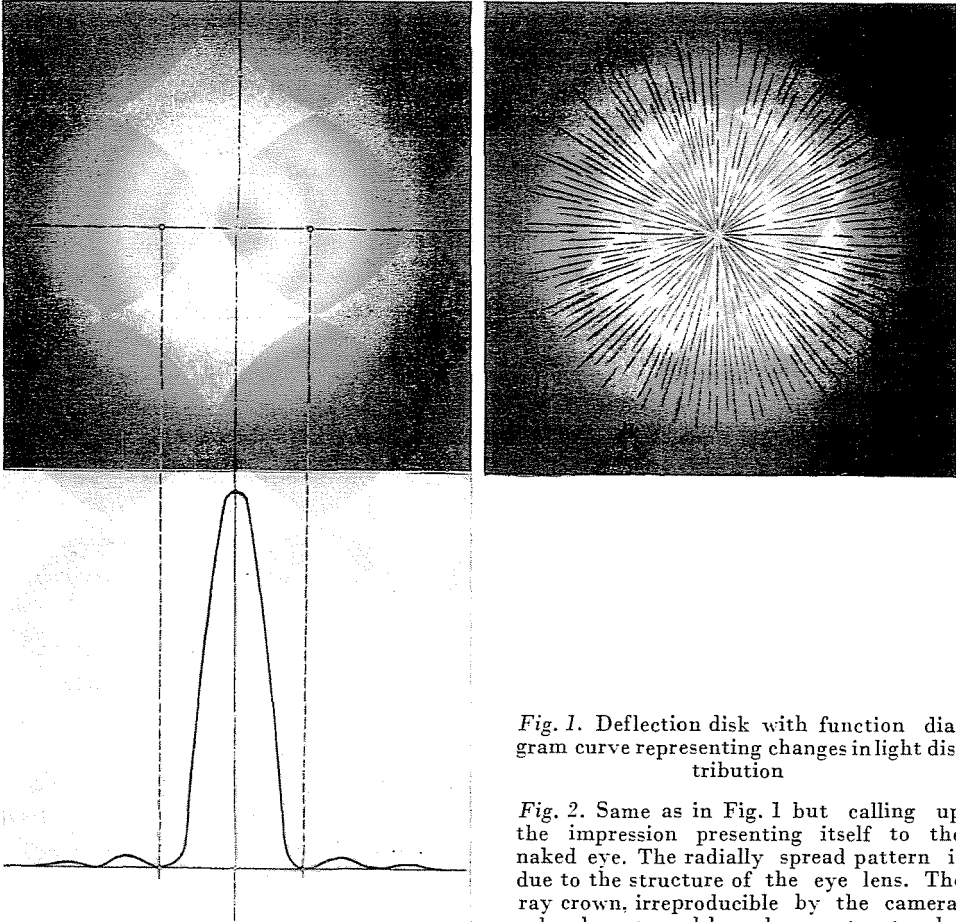 Fig. 1. Deflection disk with function dia
gram curve representing changes in light dis
tribution
Fig. 2. Same as in Fig. 1 but calling up
the impression presenting itself to the
naked eye. The radially spread pattern i
due to the structure of the eye lens. The
ray crown, irreproducible by the camera